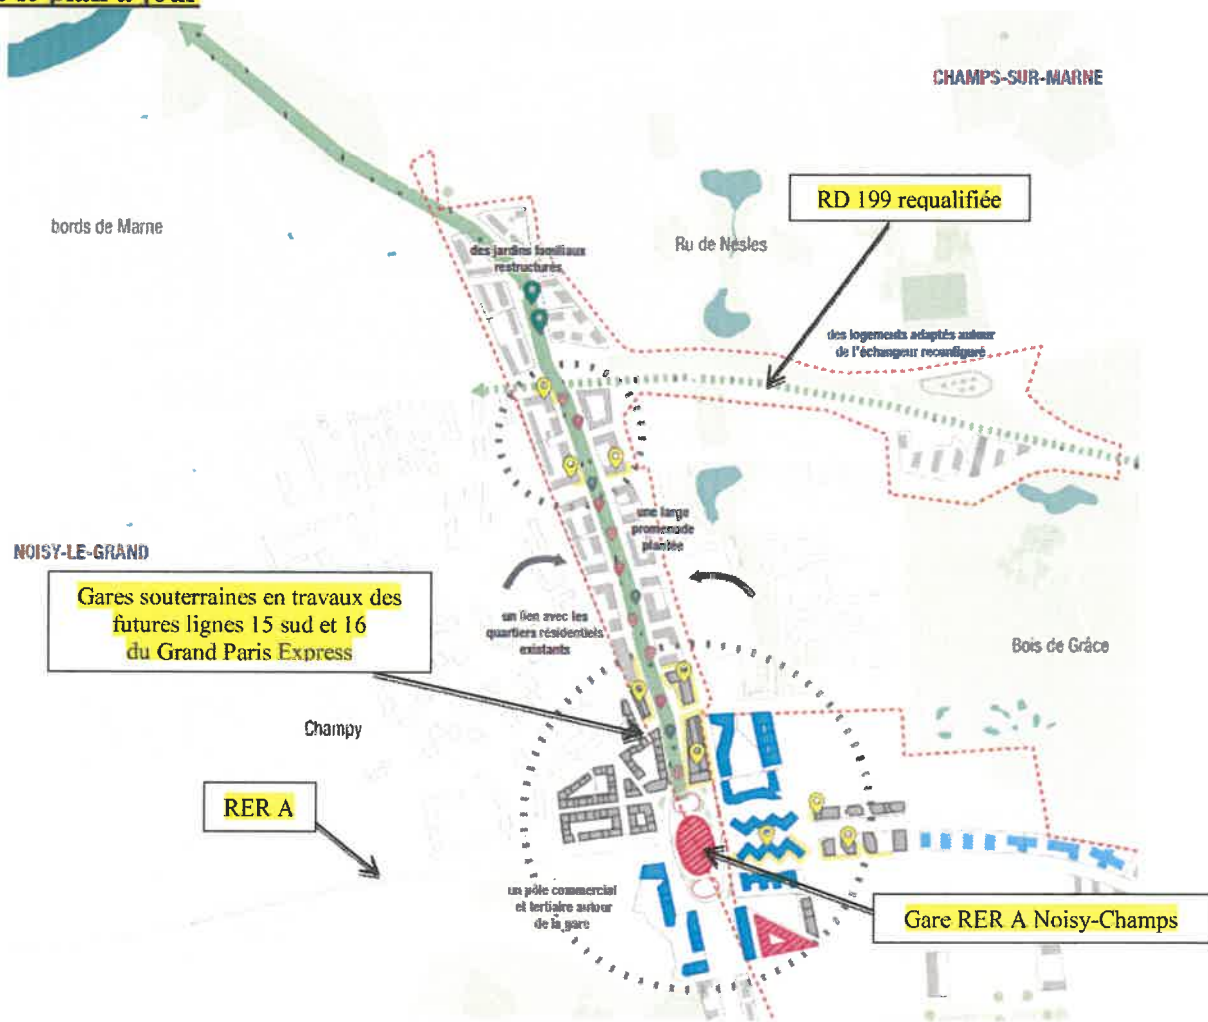 le plan à jour
CHAMPS-SUR-MARNE
RD 199 requalifiée
bords de Marne
Ru de Nesles
des jardins familiaux
restructurés
des logements adaptés autour
de l'échangeur reconfiguré
une large
promenade
plantée
NOISY-LE-GRAND
Gares souterraines en travaux des
futures lignes 15 sud et 16
du Grand Paris Express
un lien avec les
quartiers résidentiels
existants
Bois de Grâce
Champy
RER A
un pôle commercial
et tertiaire autour
de la gare
Gare RER A Noisy-Champs